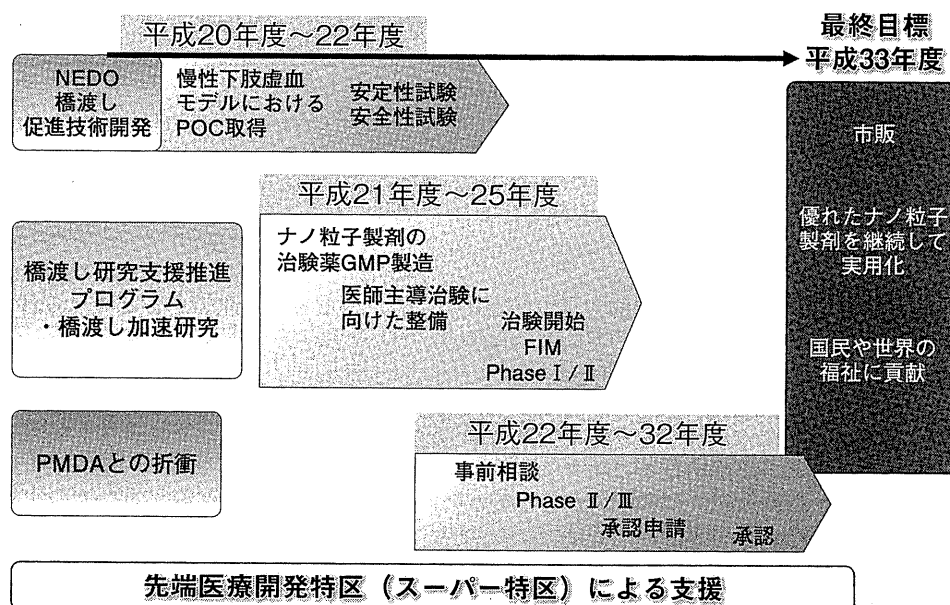 平成20年度～22年度
最終目標
平成33年度
NEDO
橋渡し
促進技術開発
慢性下肢虚血
モデルにおける
POC取得
安定性試験
安全性試験
市販
優れたナノ粒子
製剤を継続して
実用化
国民や世界の
福祉に貢献
平成21年度～25年度
橋渡し研究支援推進
プログラム
・橋渡し加速研究
ナノ粒子製剤の
治験薬GMP製造
医師主導治験に
向けた整備
治験開始
FIM
Phase Ⅰ/Ⅱ
平成22年度～32年度
PMDAとの折衝
事前相談
Phase Ⅱ/Ⅲ
承認申請
承認
先端医療開発特区（スーパー特区）による支援